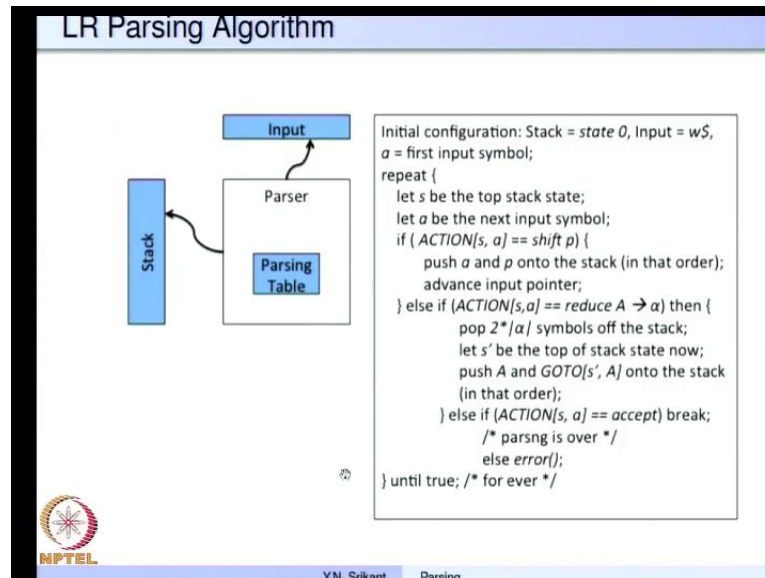 LR Parsing Algorithm
Input
Parser
Stack
Parsing
Table
Initial configuration: Stack = state 0, Input = w$,
a = first input symbol;
repeat {
let s be the top stack state;
let a be the next input symbol;
if ( ACTION[s, a] == shift p) {
push a and p onto the stack (in that order);
advance input pointer;
} else if (ACTION[s,a] == reduce A → α) then {
pop 2*|α| symbols off the stack;
let s' be the top of stack state now;
push A and GOTO[s', A] onto the stack
(in that order);
} else if (ACTION[s, a] == accept) break;
/* parsng is over */
else error();
} until true; /* for ever */
NPTEL
Y.N. Srikant Parsing